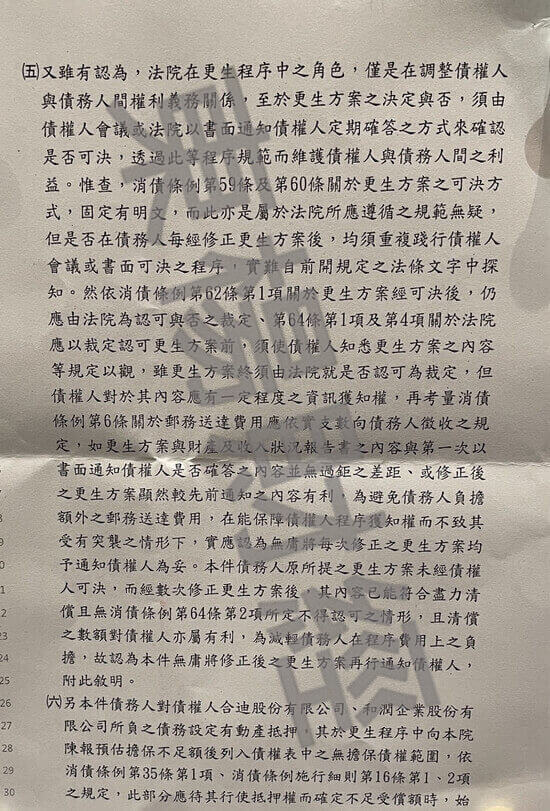 ㈤又雖有認為，法院在更生程序中之角色，僅是在調整債權人
與債務人間權利義務關係，至於更生方案之決定與否，須由
債權人會議或法院以書面通知債權人定期確答之方式來確認
是否可決，透過此等程序規範而維護債權人與債務人間之利
益。惟查，消債條例第59條及第60條關於更生方案之可決方
式，固定有明文，而此亦是屬於法院所應遵循之規範無疑，
但是否在債務人每經修正更生方案後，均須重複踐行債權人
會議或書面可決之程序，實難自前開規定之法條文字中探
知。然依消債條例第62條第1項關於更生方案經可決後，仍
應由法院為認可與否之裁定、第64條第1項及第4項關於法院
應以裁定認可更生方案前，須使債權人知悉更生方案之內容
等規定以觀，雖更生方案終須由法院就是否認可為裁定，但
債權人對於其內容應有一定程度之資訊獲知權，再考量消債
條例第6條關於郵務送達費用應依實支數向債務人徵收之規
定，如更生方案與財產及收入狀況報告書之內容與第一次以
書面通知債權人是否確答之內容並無過鉅之差距、或修正後
之更生方案顯然較先前通知之內容有利，為避免債務人負擔
額外之郵務送達費用，在能保障債權人程序獲知權而不致其
受有突襲之情形下，實應認為無庸將每次修正之更生方案均
予通知債權人為妥。本件債務人原所提之更生方案未經債權
人可決，而經數次修正更生方案後，其內容已能符合盡力清
償且無消債條例第64條第2項所定不得認可之情形，且清償
之數額對債權人亦屬有利，為減輕債務人在程序費用上之負
擔，故認為本件無庸將修正後之更生方案再行通知債權人，
附此敘明。
㈥另本件債務人對債權人合迪股份有限公司、和潤企業股份有
限公司所負之債務設定有動產抵押，其於更生程序中向本院
陳報預估擔保不足額後列入債權表中之無擔保債權範圍，依
消債條例第35條第1項、消債條例施行細則第16條第1、2項
之規定，此部分應待其行使抵押權而確定不足受償額時，始